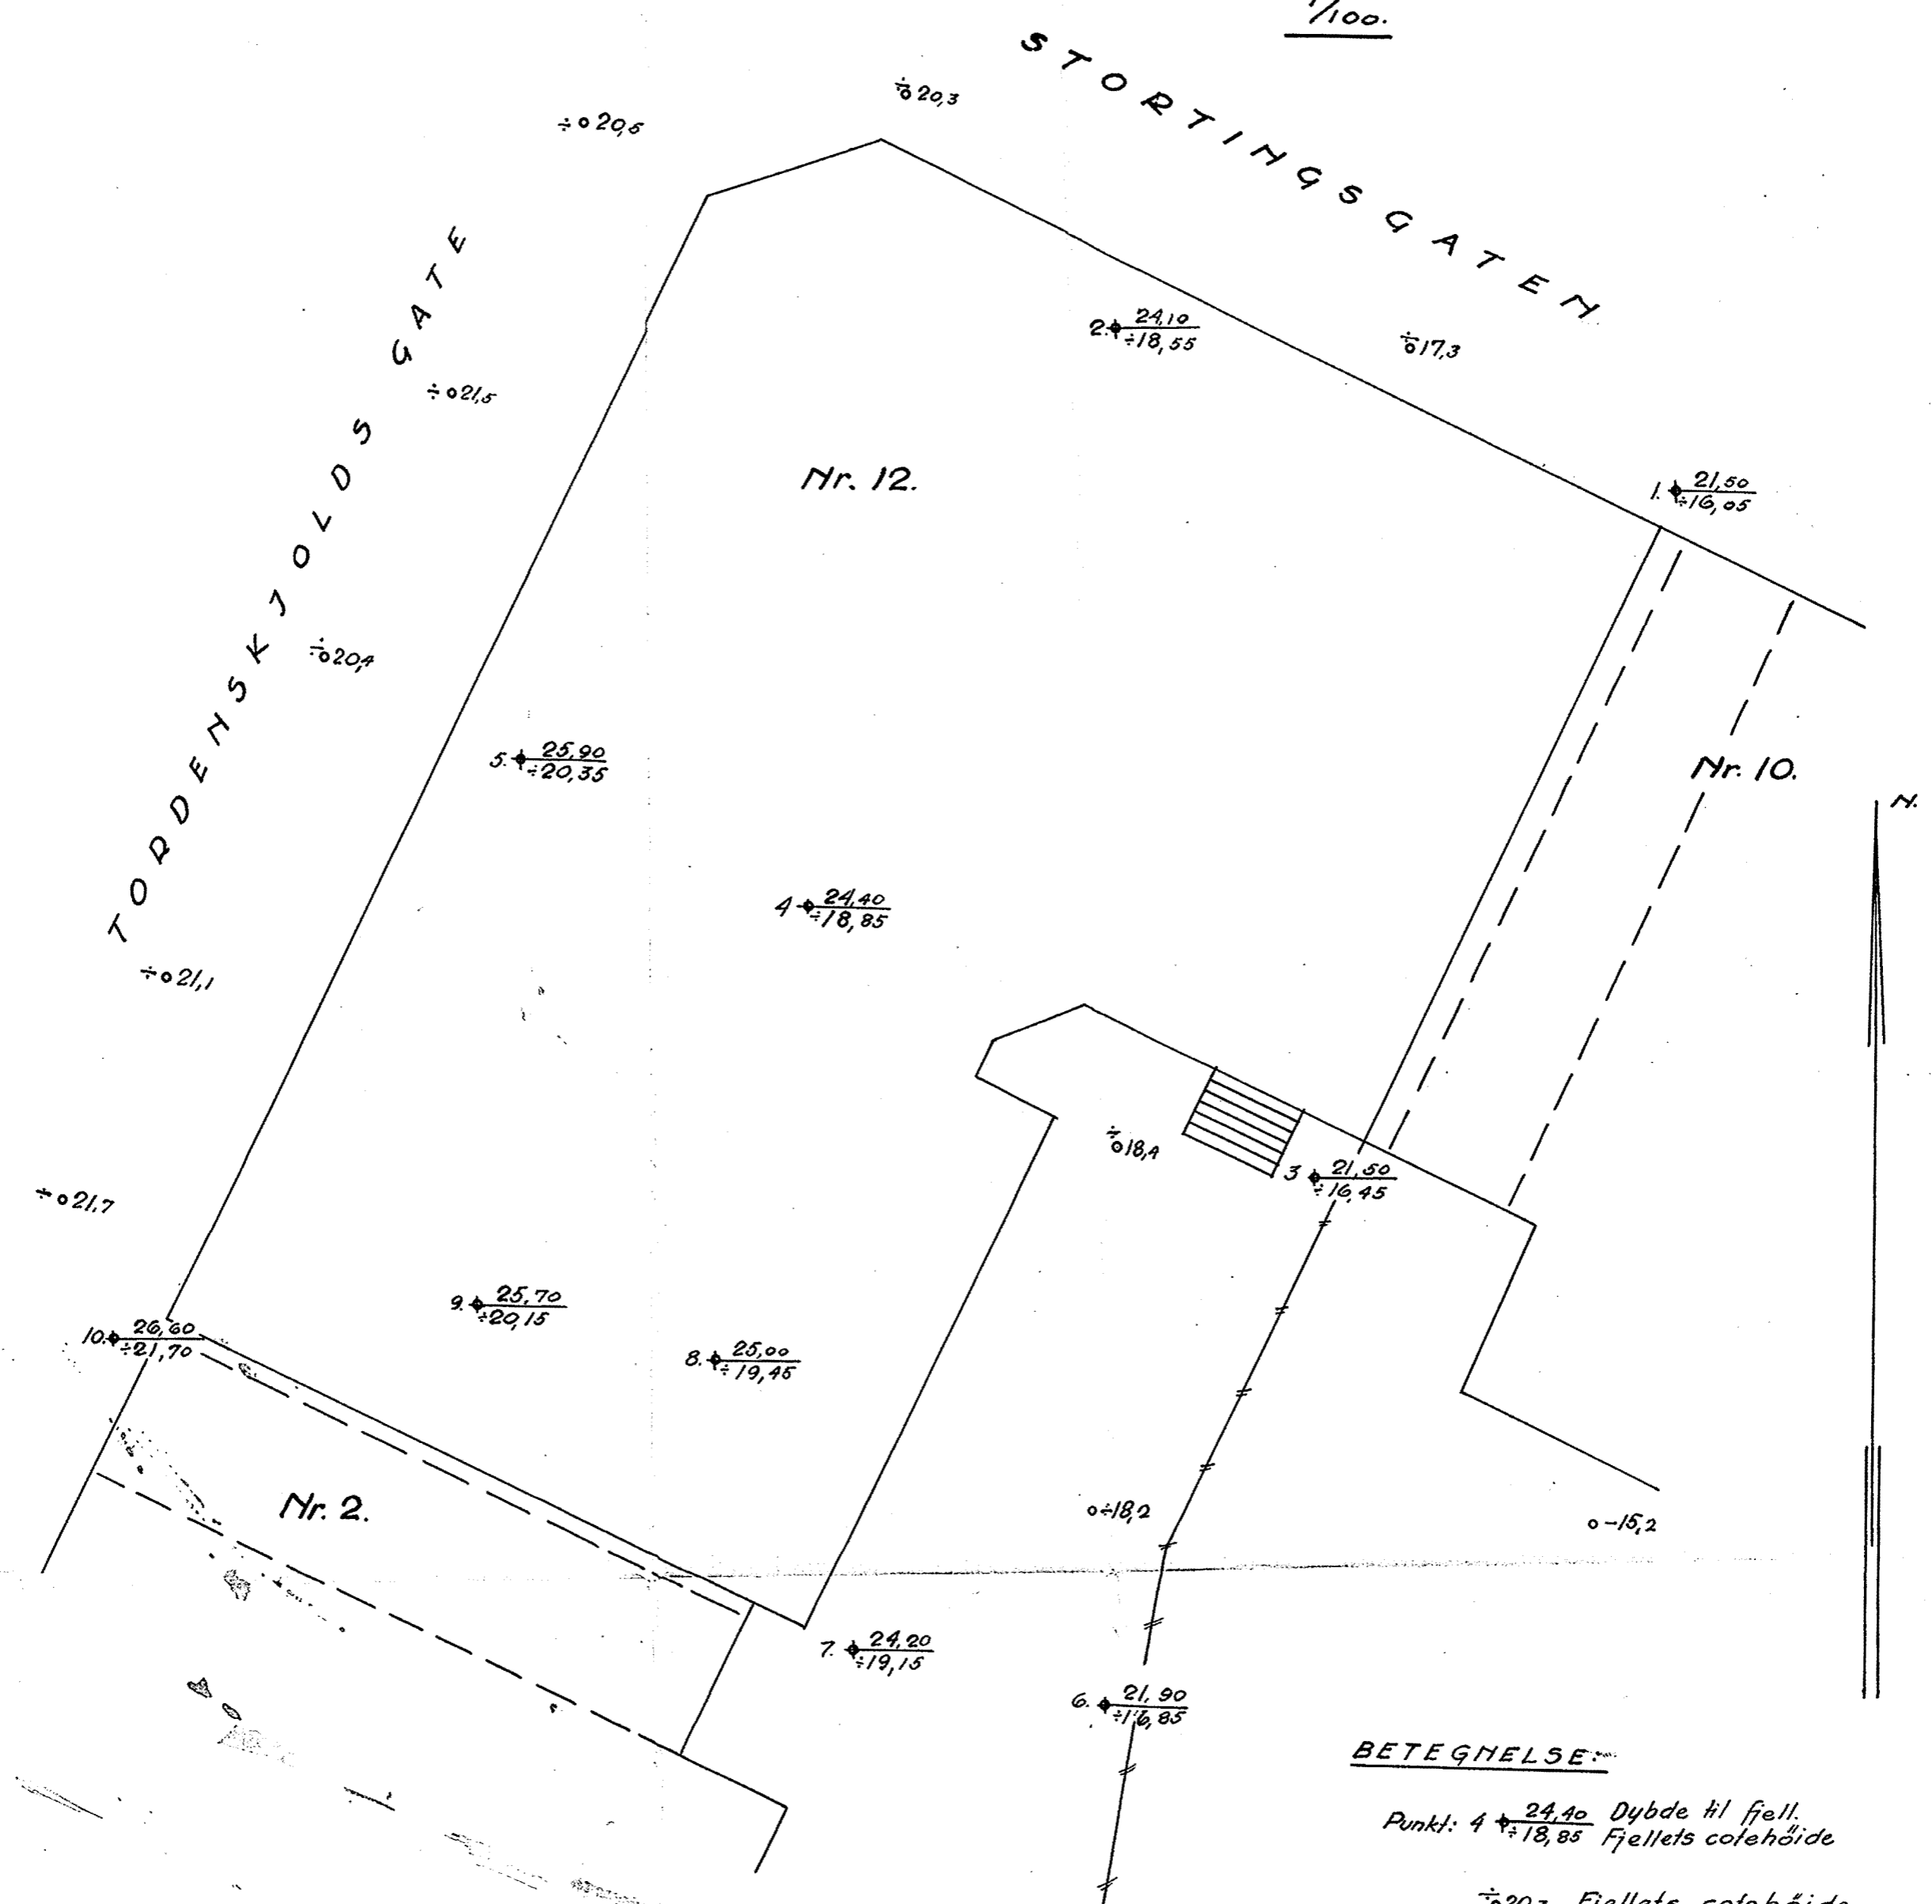 1/100.
STORTINGSGATEN
÷o 20,3
÷o 20,5
TORDENSKJOLDS GATE
2. 24,10
÷18,55
÷o 17,3
÷o 21,5
Nr. 12.
1. 21,50
÷16,05
÷o 20,4
5. 25,90
÷20,35
Nr. 10.
N.
4 24,40
÷18,85
÷o 21,1
÷o 18,4
3 21,50
÷16,45
÷o 21,7
9. 25,70
÷20,15
10. 26,60
÷21,70
8. 25,00
÷19,45
Nr. 2.
o÷18,2
o-15,2
7. 24,20
÷19,15
6. 21,90
÷16,85
BETEGNELSE:
Punkt: 4 24,40 Dybde til fjell.
÷18,85 Fjellets cotehöide
Fjellets cotehöide